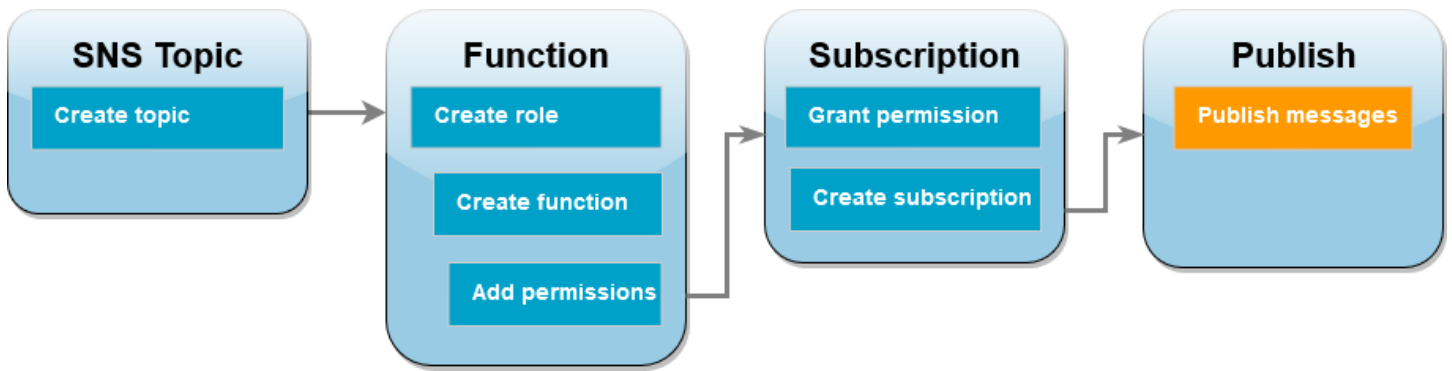 SNS Topic
Create topic
Function
Create role
Create function
Add permissions
Subscription
Grant permission
Create subscription
Publish
Publish messages